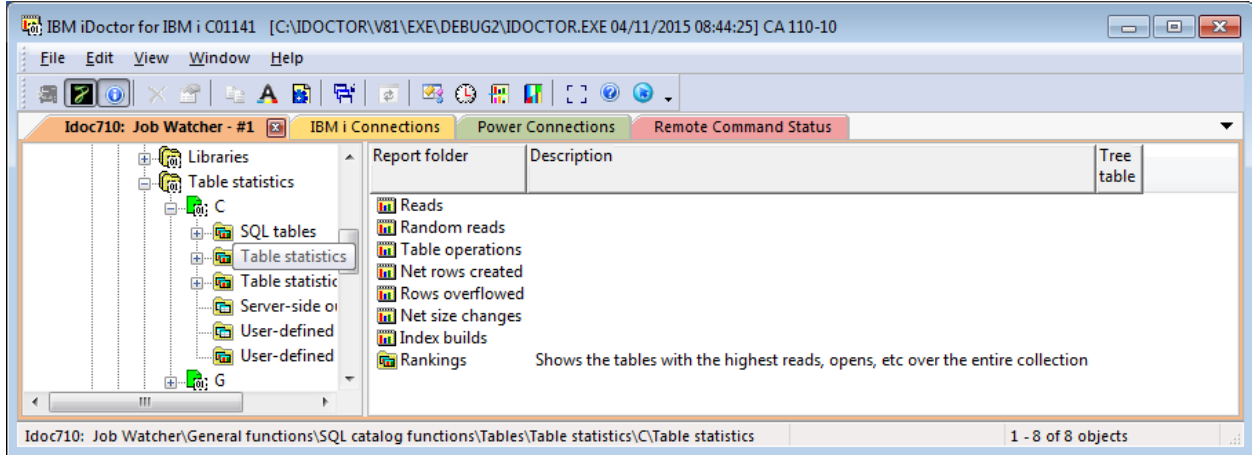 IBM iDoctor for IBM i C01141 [C:\IDOCTOR\V81\EXE\DEBUG2\IDOCTOR.EXE 04/11/2015 08:44:25] CA 110-10
File Edit View Window Help
Idoc710: Job Watcher - #1 IBM i Connections Power Connections Remote Command Status
Libraries
Table statistics
C
SQL tables
Table statistics
Table statistic
Server-side o
User-defined
User-defined
G
Report folder Description Tree
table
Reads
Random reads
Table operations
Net rows created
Rows overflowed
Net size changes
Index builds
Rankings Shows the tables with the highest reads, opens, etc over the entire collection
Idoc710: Job Watcher\General functions\SQL catalog functions\Tables\Table statistics\C\Table statistics 1 - 8 of 8 objects